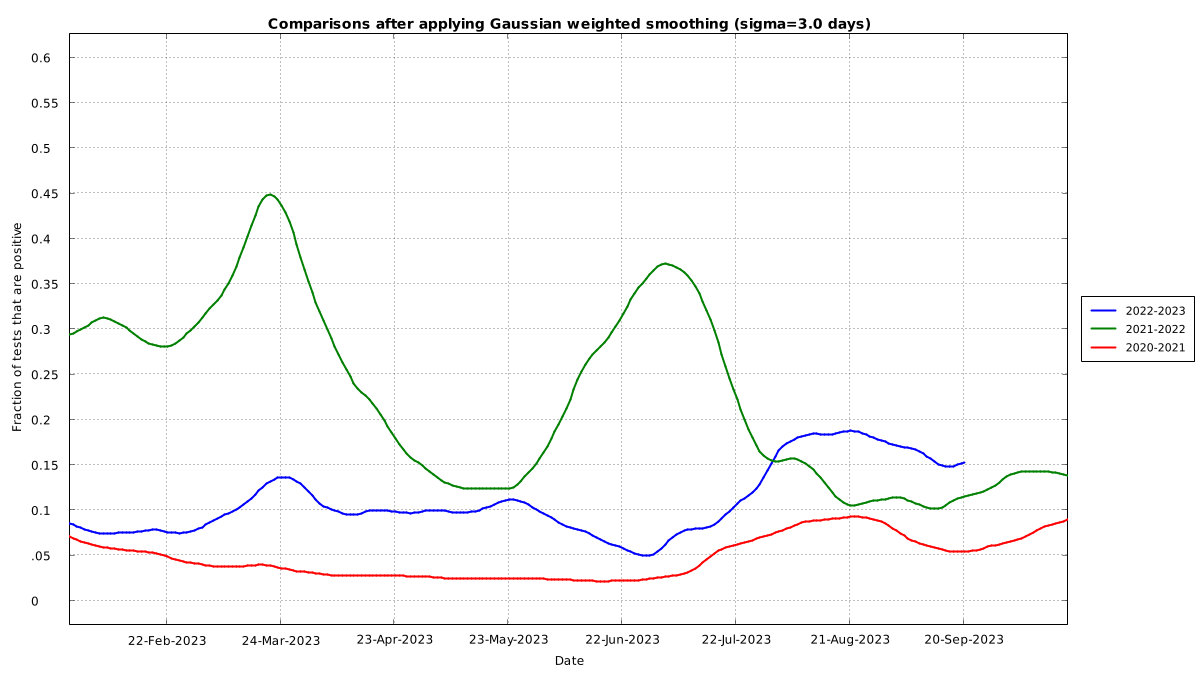 Comparisons after applying Gaussian weighted smoothing (sigma=3.0 days)
0.6
0.55
0.5
0.45
0.4
0.35
0.3
0.25
0.2
0.15
0.1
.05
0
Fraction of tests that are positive
22-Feb-2023
24-Mar-2023
23-Apr-2023
23-May-2023
22-Jun-2023
22-Jul-2023
21-Aug-2023
20-Sep-2023
Date
2022-2023
2021-2022
2020-2021